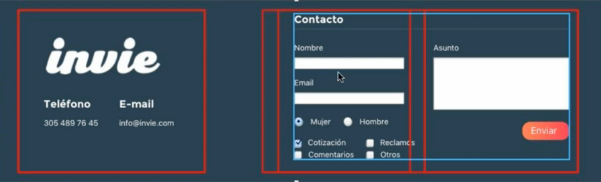 invie
Teléfono E-mail
305 489 76 45 info@invie.com
Contacto
Nombre
Email
Mujer Hombre
Cotización Reclamos
Comentarios Otros
Asunto
Enviar